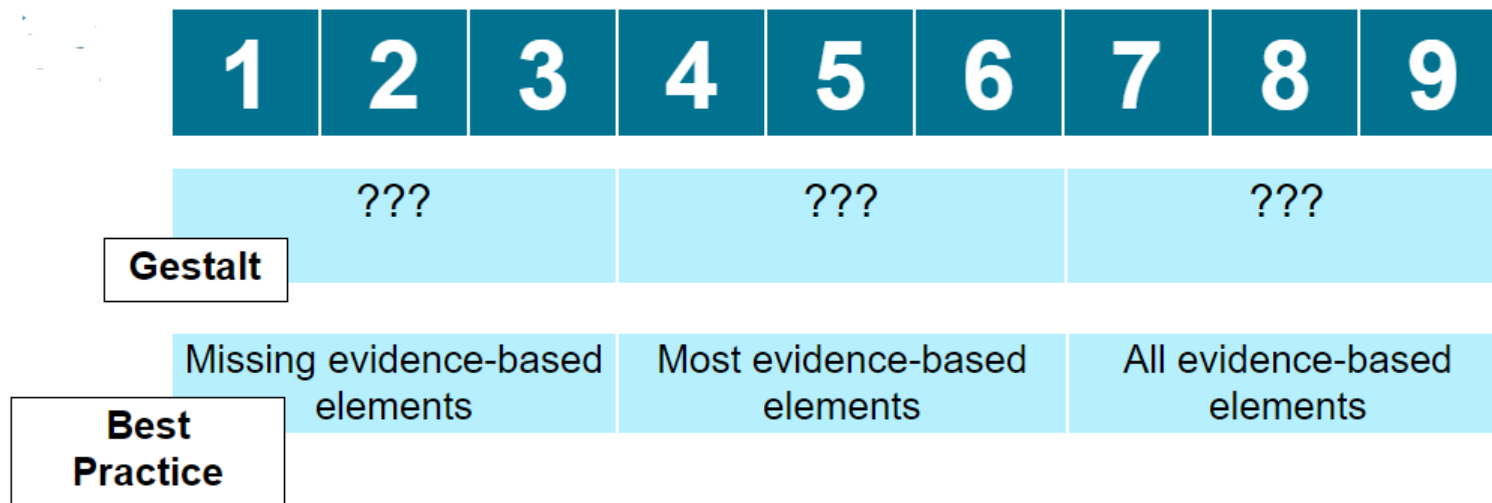 1 2 3 4 5 6 7 8 9
??? ??? ???
Gestalt
Missing evidence-based Most evidence-based All evidence-based
elements elements elements
Best
Practice